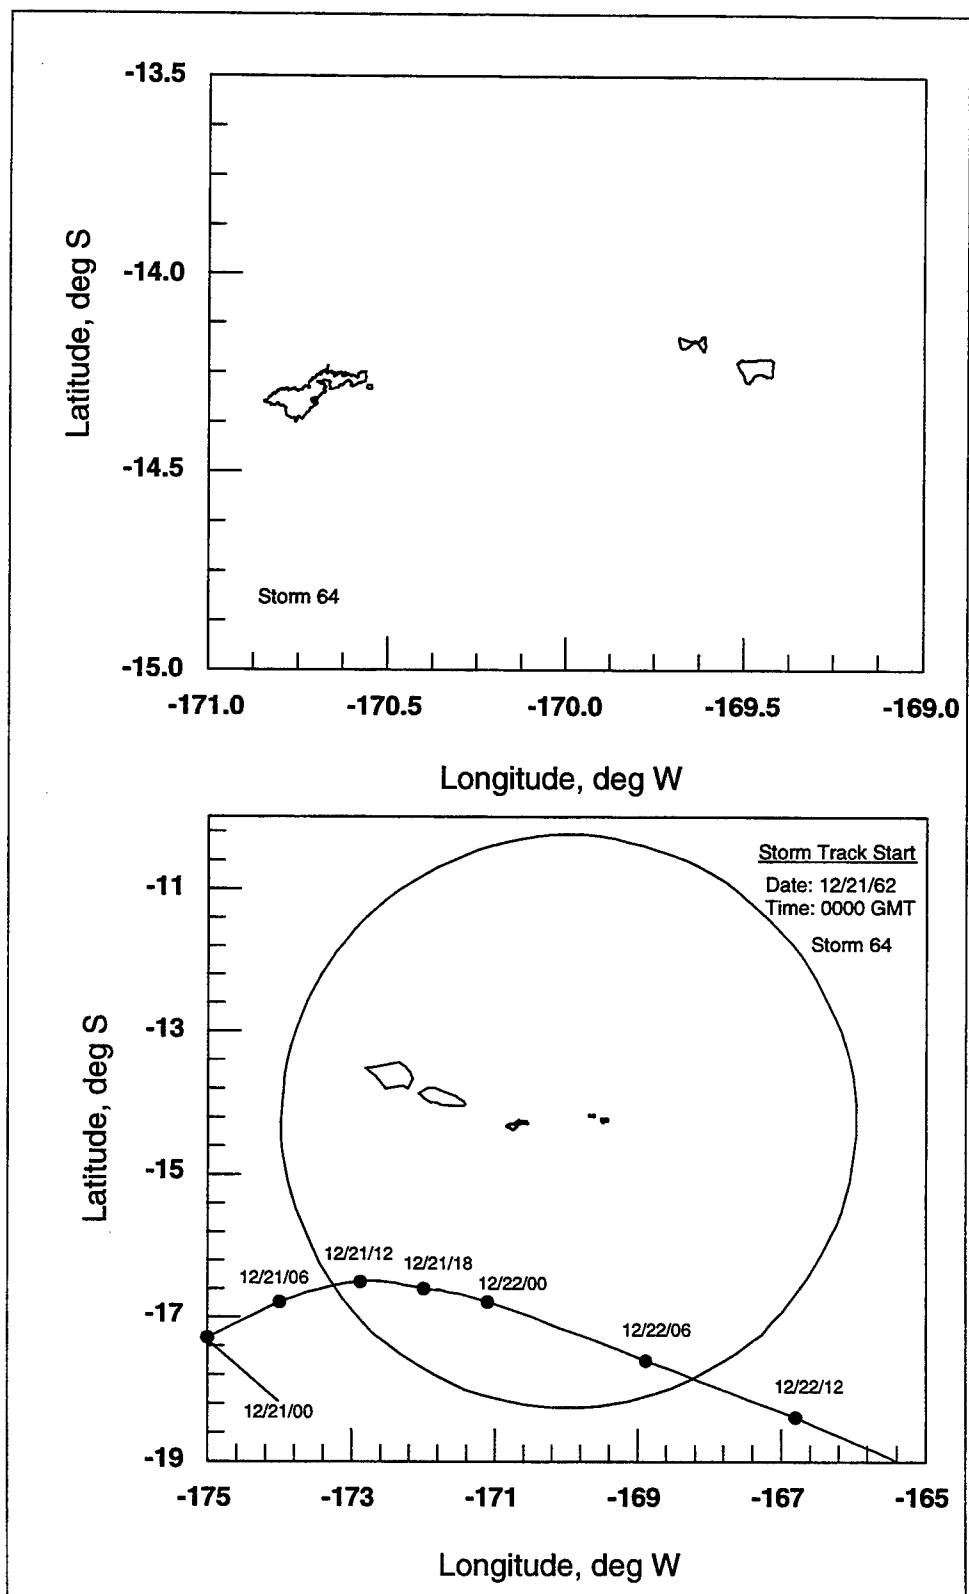 -13.5
-14.0
-14.5
-15.0
Latitude, deg S
Storm 64
-171.0 -170.5 -170.0 -169.5 -169.0
Longitude, deg W
Storm Track Start
Date: 12/21/62
Time: 0000 GMT
Storm 64
-11
-13
-15
-17
-19
Latitude, deg S
12/21/06
12/21/12
12/21/18
12/22/00
12/22/06
12/22/12
12/21/00
-175 -173 -171 -169 -167 -165
Longitude, deg W